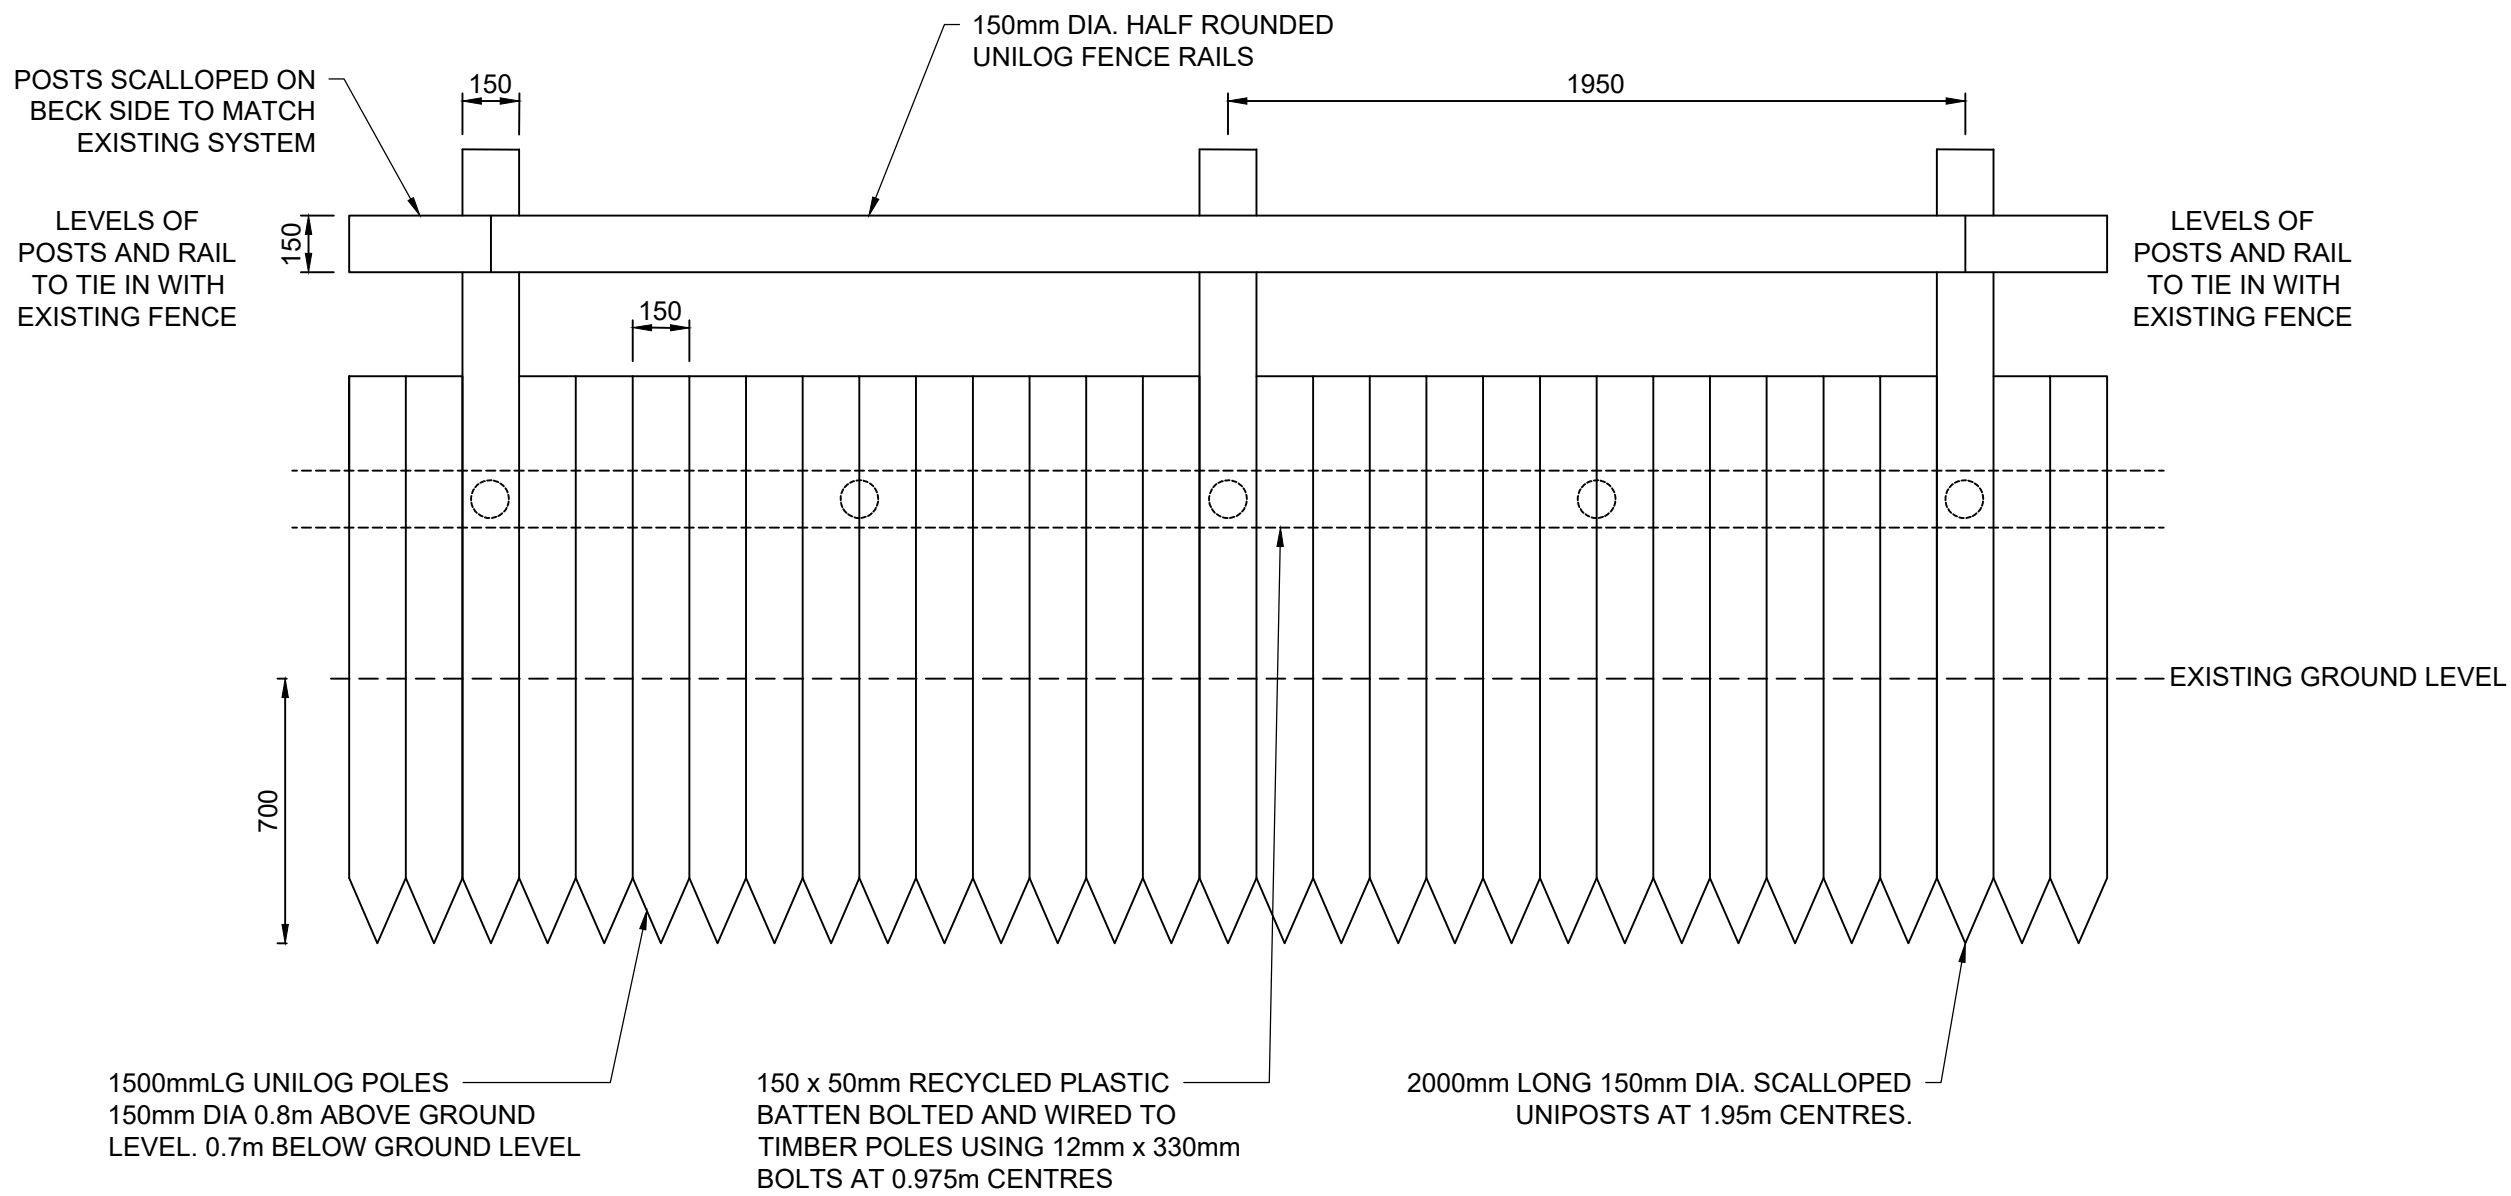 150mm DIA. HALF ROUNDED
UNILOG FENCE RAILS
POSTS SCALLOPED ON
BECK SIDE TO MATCH
EXISTING SYSTEM
150
1950
LEVELS OF
POSTS AND RAIL
TO TIE IN WITH
EXISTING FENCE
150
LEVELS OF
POSTS AND RAIL
TO TIE IN WITH
EXISTING FENCE
150
EXISTING GROUND LEVEL
700
1500mmLG UNILOG POLES
150mm DIA 0.8m ABOVE GROUND
LEVEL. 0.7m BELOW GROUND LEVEL
150 x 50mm RECYCLED PLASTIC
BATTEN BOLTED AND WIRED TO
TIMBER POLES USING 12mm x 330mm
BOLTS AT 0.975m CENTRES
2000mm LONG 150mm DIA. SCALLOPED
UNIPOSTS AT 1.95m CENTRES.